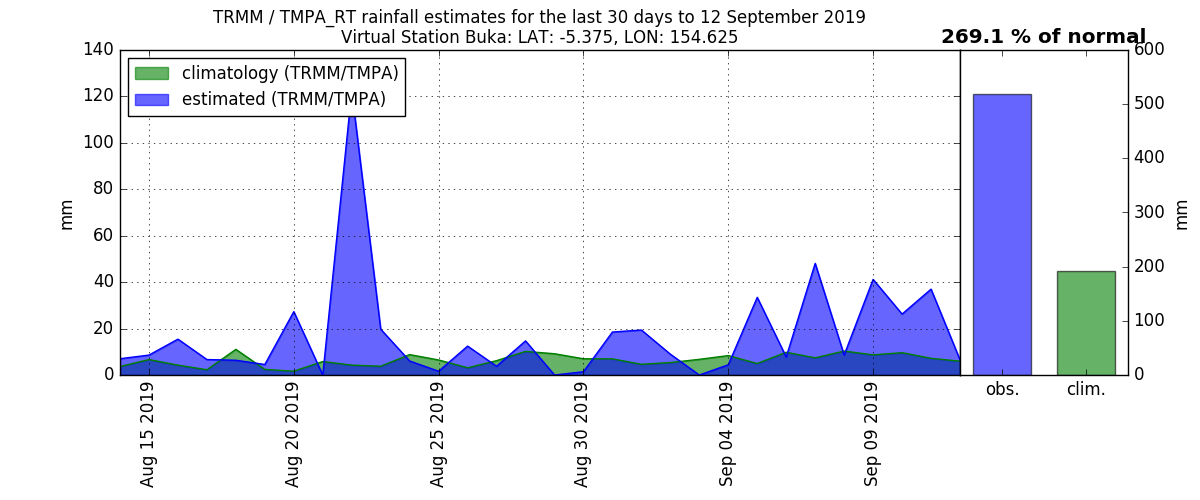 TRMM / TMPA_RT rainfall estimates for the last 30 days to 12 September 2019
Virtual Station Buka: LAT: -5.375, LON: 154.625
269.1 % of normal
climatology (TRMM/TMPA)
estimated (TRMM/TMPA)
mm
140
120
100
80
60
40
20
0
Aug 15 2019
Aug 20 2019
Aug 25 2019
Aug 30 2019
Sep 04 2019
Sep 09 2019
obs.
clim.
600
500
400
300
200
100
0
mm